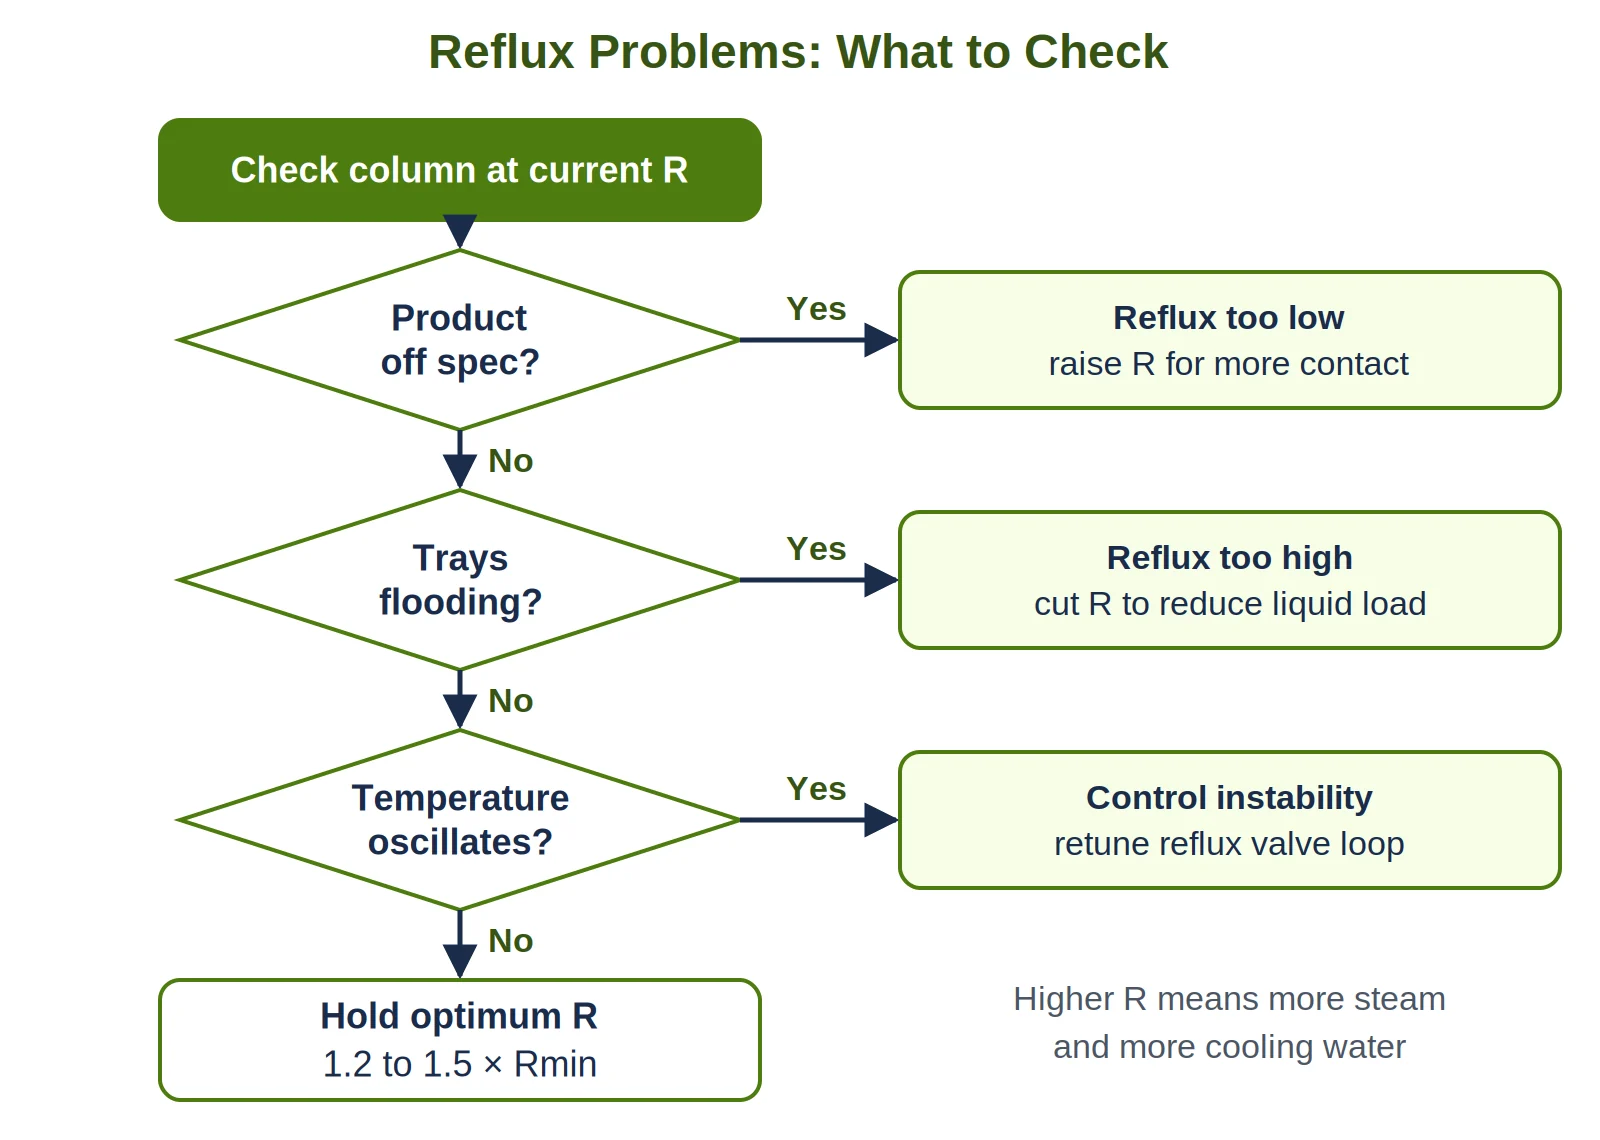 Reflux Problems: What to Check
Check column at current R
Product
off spec?
Yes
Reflux too low
raise R for more contact
No
Trays
flooding?
Yes
Reflux too high
cut R to reduce liquid load
No
Temperature
oscillates?
Yes
Control instability
retune reflux valve loop
No
Hold optimum R
1.2 to 1.5 × Rmin
Higher R means more steam
and more cooling water